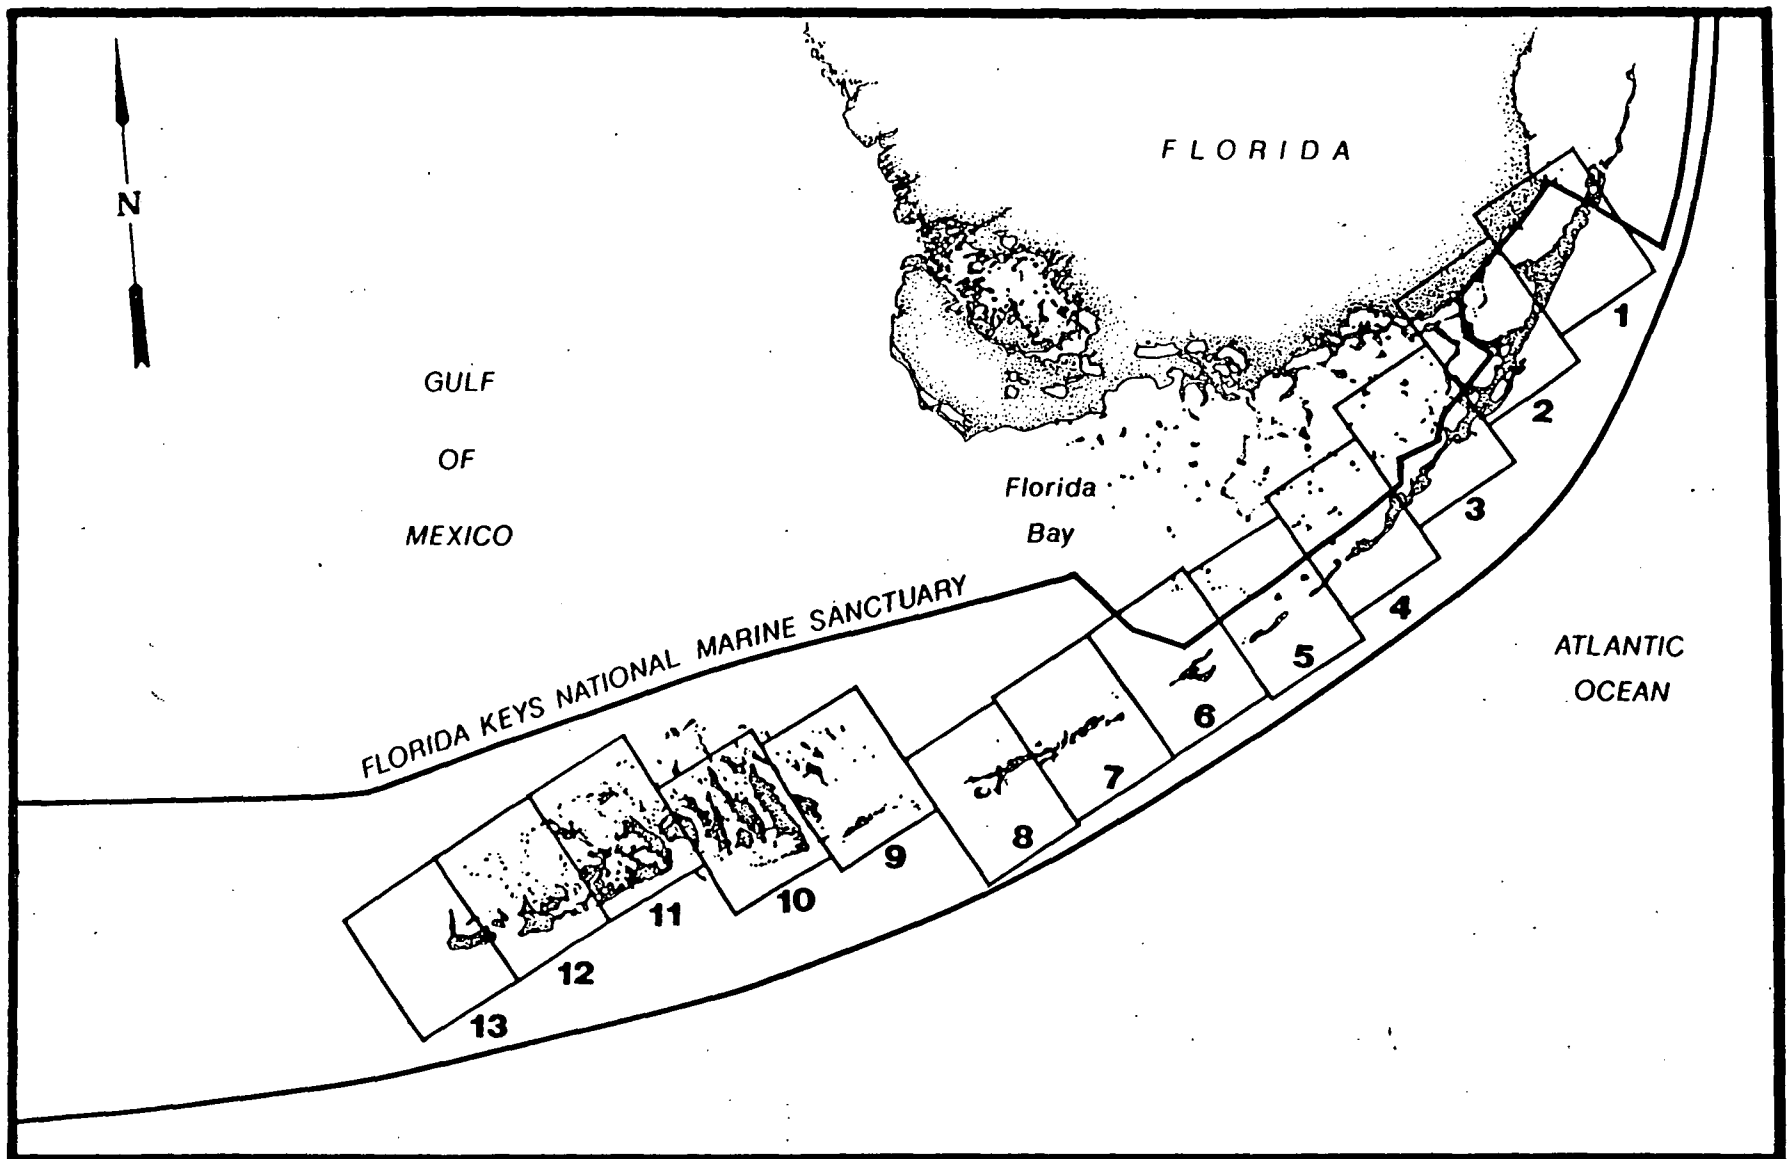 N
FLORIDA
GULF
OF
MEXICO
Florida
Bay
FLORIDA KEYS NATIONAL MARINE SANCTUARY
ATLANTIC
OCEAN
1
2
3
4
5
6
7
8
9
10
11
12
13